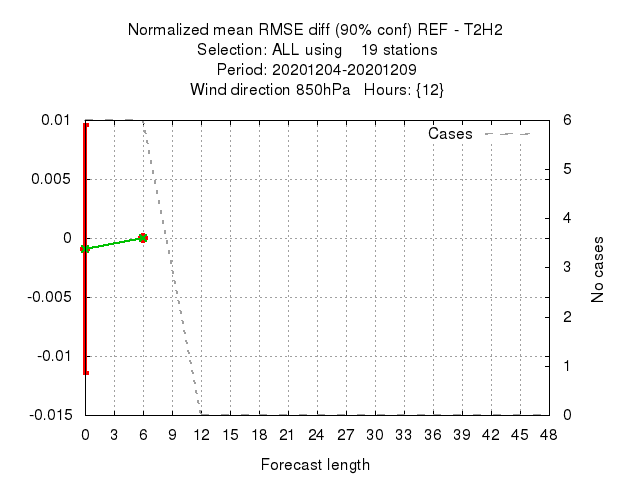 Normalized mean RMSE diff (90% conf) REF - T2H2
Selection: ALL using    19 stations
Period: 20201204-20201209
Wind direction 850hPa   Hours: {12}
Cases
0.01
0.005
0
-0.005
-0.01
-0.015
6
5
4
3
2
1
0
No cases
0 3 6 9 12 15 18 21 24 27 30 33 36 39 42 45 48
Forecast length